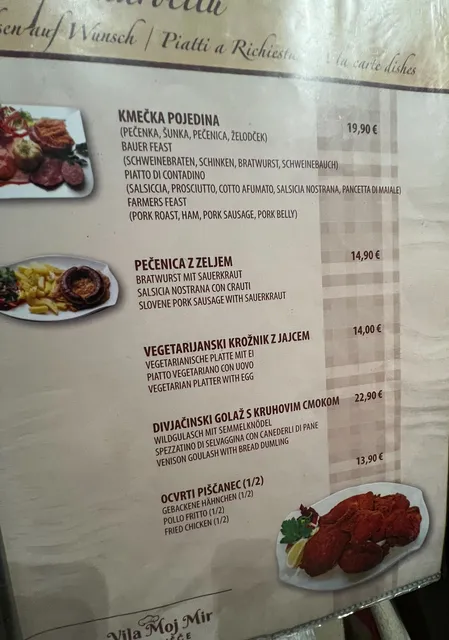 auf Wunsch | Piatti a Richiesta
carte dishes
KMEČKA POJEDINA 19,90 €
(PEČENKA, ŠUNKA, PEČENICA, ŽELODČEK)
BAUER FEAST
(SCHWEINEBRATEN, SCHINKEN, BRATWURST, SCHWEINEBAUCH)
PIATTO DI CONTADINO
(SALSICCIA, PROSCIUTTO, COTTO AFUMATO, SALSICIA NOSTRANA, PANCETTA DI MAIALE)
FARMERS FEAST
(PORK ROAST, HAM, PORK SAUSAGE, PORK BELLY)
PEČENICA Z ZELJEM 14,90 €
BRATWURST MIT SAUERKRAUT
SALSICIA NOSTRANA CON CRAUTI
SLOVENE PORK SAUSAGE WITH SAUERKRAUT
VEGETARIJANSKI KROŽNIK Z JAJCEM 14,00 €
VEGETARIANISCHE PLATTE MIT EI
PIATTO VEGETARIANO CON UOVO
VEGETARIAN PLATTER WITH EGG
DIVJAČINSKI GOLAŽ S KRUHOVIM CMOKOM 22,90 €
WILDGULASCH MIT SEMMELKNÖDEL
SPEZZATINO DI SELVAGGINA CON CANEDERLI DI PANE
VENISON GOULASH WITH BREAD DUMLING
OCVRTI PIŠČANEC (1/2) 13,90 €
GEBACKENE HÄHNCHEN (1/2)
POLLO FRITTO (1/2)
FRIED CHICKEN (1/2)
Vila Moj Mir